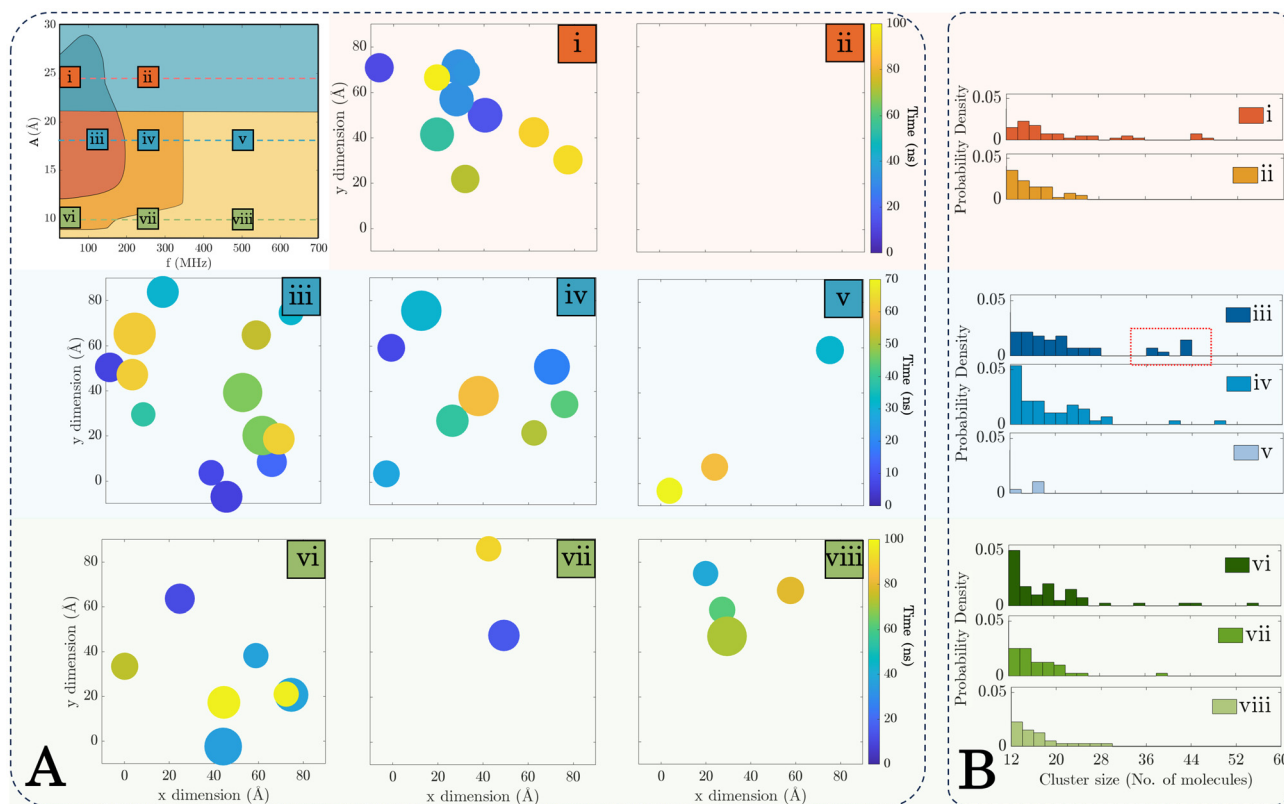 30
25
20
15
10
A(Å)
i
ii
iii
iv
v
vi
vii
viii
100 200 300 400 500 600 700
f (MHz)
i
80
60
40
20
0
y dimension (Å)
ii
100
80
60
40
20
0
Time (ns)
iii
80
60
40
20
0
y dimension (Å)
iv
v
70
60
50
40
30
20
10
0
Time (ns)
vi
80
60
40
20
0
y dimension (Å)
0 20 40 60 80
x dimension (Å)
vii
0 20 40 60 80
x dimension (Å)
viii
0 20 40 60 80
x dimension (Å)
100
80
60
40
20
0
Time (ns)
A
0.05
0
i
0.05
0
ii
Probability Density
0.05
0
iii
0.05
0
iv
0.05
0
v
Probability Density
0.05
0
vi
0.05
0
vii
0.05
0
viii
Probability Density
12 20 28 36 44 52 60
Cluster size (No. of molecules)
B